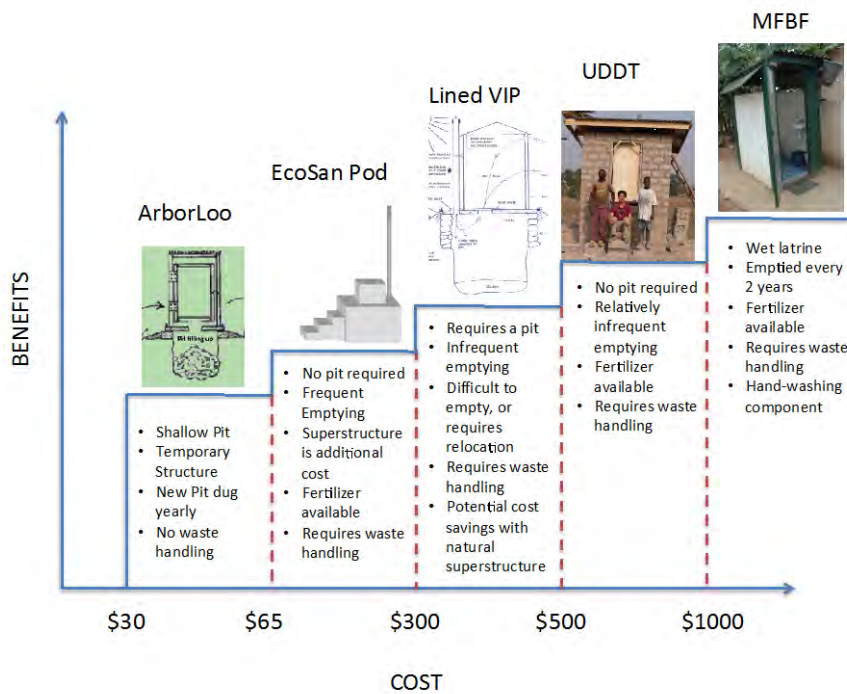 MFBF
UDDT
Lined VIP
EcoSan Pod
ArborLoo
Pit filling up
BENEFITS
• Shallow Pit
• Temporary
Structure
• New Pit dug
yearly
• No waste
handling
• No pit required
• Frequent
Emptying
• Superstructure
is additional
cost
• Fertilizer
available
• Requires waste
handling
• Requires a pit
• Infrequent
emptying
• Difficult to
empty, or
requires
relocation
• Requires waste
handling
• Potential cost
savings with
natural
superstructure
• No pit required
• Relatively
infrequent
emptying
• Fertilizer
available
• Requires waste
handling
• Wet latrine
• Emptied every
2 years
• Fertilizer
available
• Requires waste
handling
• Hand-washing
component
$30
$65
$300
$500
$1000
COST